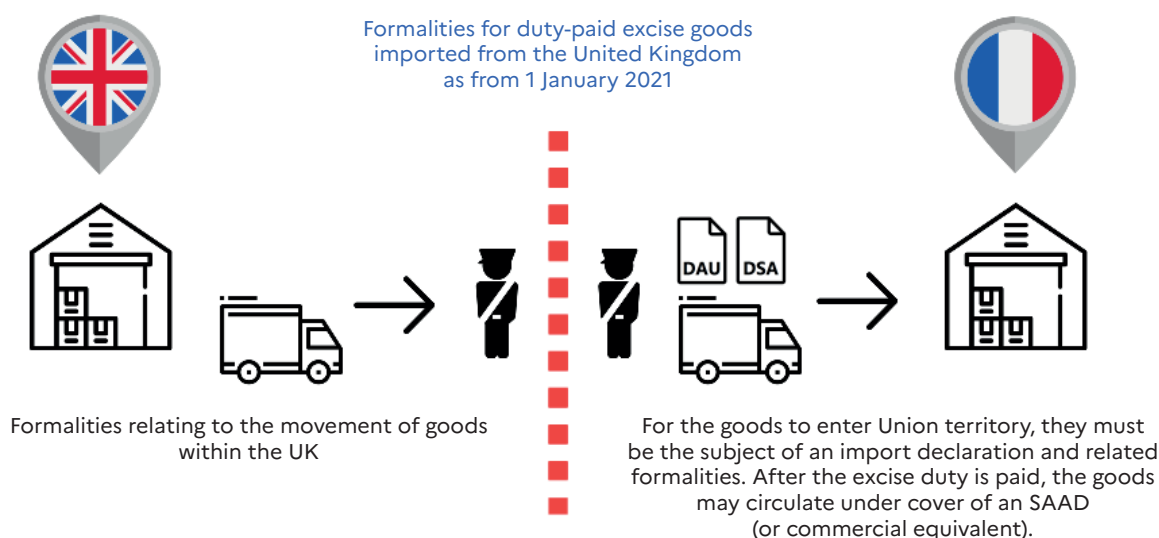 Formalities for duty-paid excise goods
imported from the United Kingdom
as from 1 January 2021
DAU
DSA
Formalities relating to the movement of goods
within the UK
For the goods to enter Union territory, they must
be the subject of an import declaration and related
formalities. After the excise duty is paid, the goods
may circulate under cover of an SAAD
(or commercial equivalent).